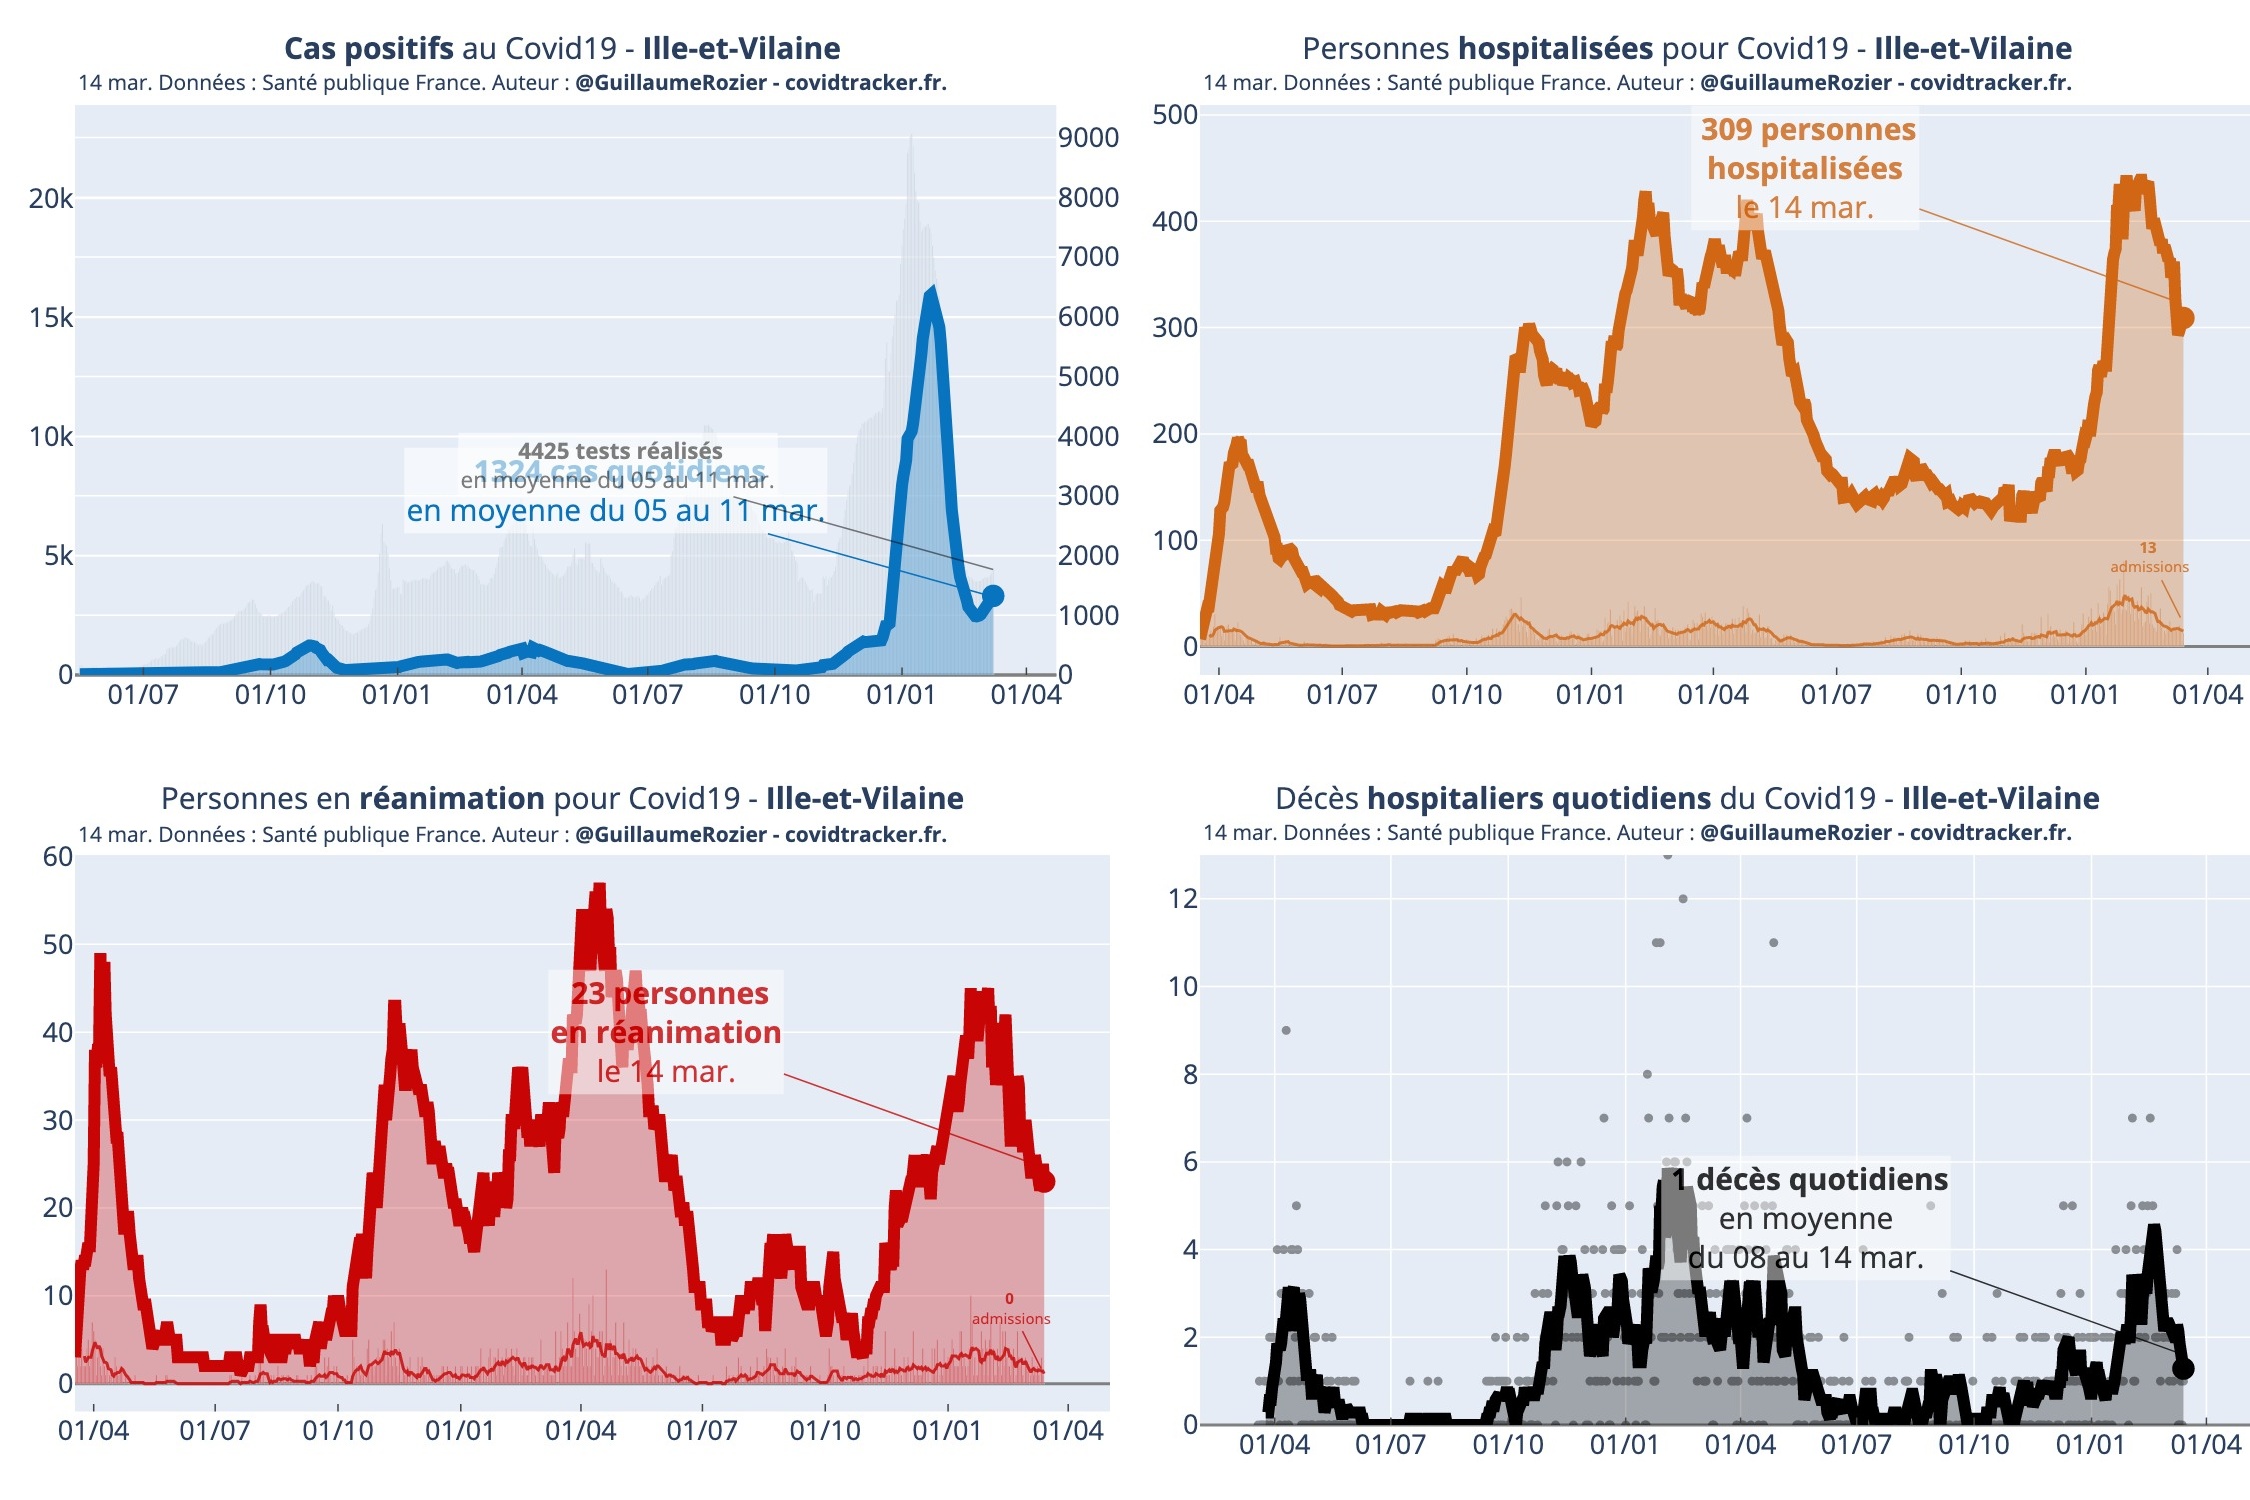 Cas positifs au Covid19 - Ille-et-Vilaine
14 mar. Données : Santé publique France. Auteur : @GuillaumeRozier - covidtracker.fr.
20k
15k
10k
5k
0
9000
8000
7000
6000
5000
4000
3000
2000
1000
0
4425 tests réalisés
en moyenne du 05 au 11 mar.
1324 cas quotidiens
en moyenne du 05 au 11 mar.
01/07 01/10 01/01 01/04 01/07 01/10 01/01 01/04
Personnes hospitalisées pour Covid19 - Ille-et-Vilaine
14 mar. Données : Santé publique France. Auteur : @GuillaumeRozier - covidtracker.fr.
500
400
300
200
100
0
309 personnes
hospitalisées
le 14 mar.
13
admissions
01/04 01/07 01/10 01/01 01/04 01/07 01/10 01/01 01/04
Personnes en réanimation pour Covid19 - Ille-et-Vilaine
14 mar. Données : Santé publique France. Auteur : @GuillaumeRozier - covidtracker.fr.
60
50
40
30
20
10
0
23 personnes
en réanimation
le 14 mar.
0
admissions
01/04 01/07 01/10 01/01 01/04 01/07 01/10 01/01 01/04
Décès hospitaliers quotidiens du Covid19 - Ille-et-Vilaine
14 mar. Données : Santé publique France. Auteur : @GuillaumeRozier - covidtracker.fr.
12
10
8
6
4
2
0
1 décès quotidiens
en moyenne
du 08 au 14 mar.
01/04 01/07 01/10 01/01 01/04 01/07 01/10 01/01 01/04